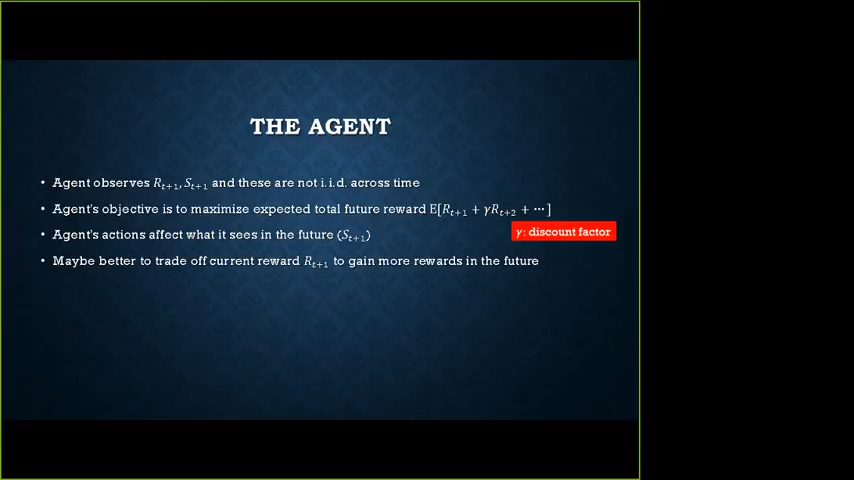 THE AGENT
• Agent observes R_{t+1}, S_{t+1} and these are not i.i.d. across time
• Agent's objective is to maximize expected total future reward E[R_{t+1} + γR_{t+2} + ⋯]
• Agent's actions affect what it sees in the future (S_{t+1})
γ: discount factor
• Maybe better to trade off current reward R_{t+1} to gain more rewards in the future